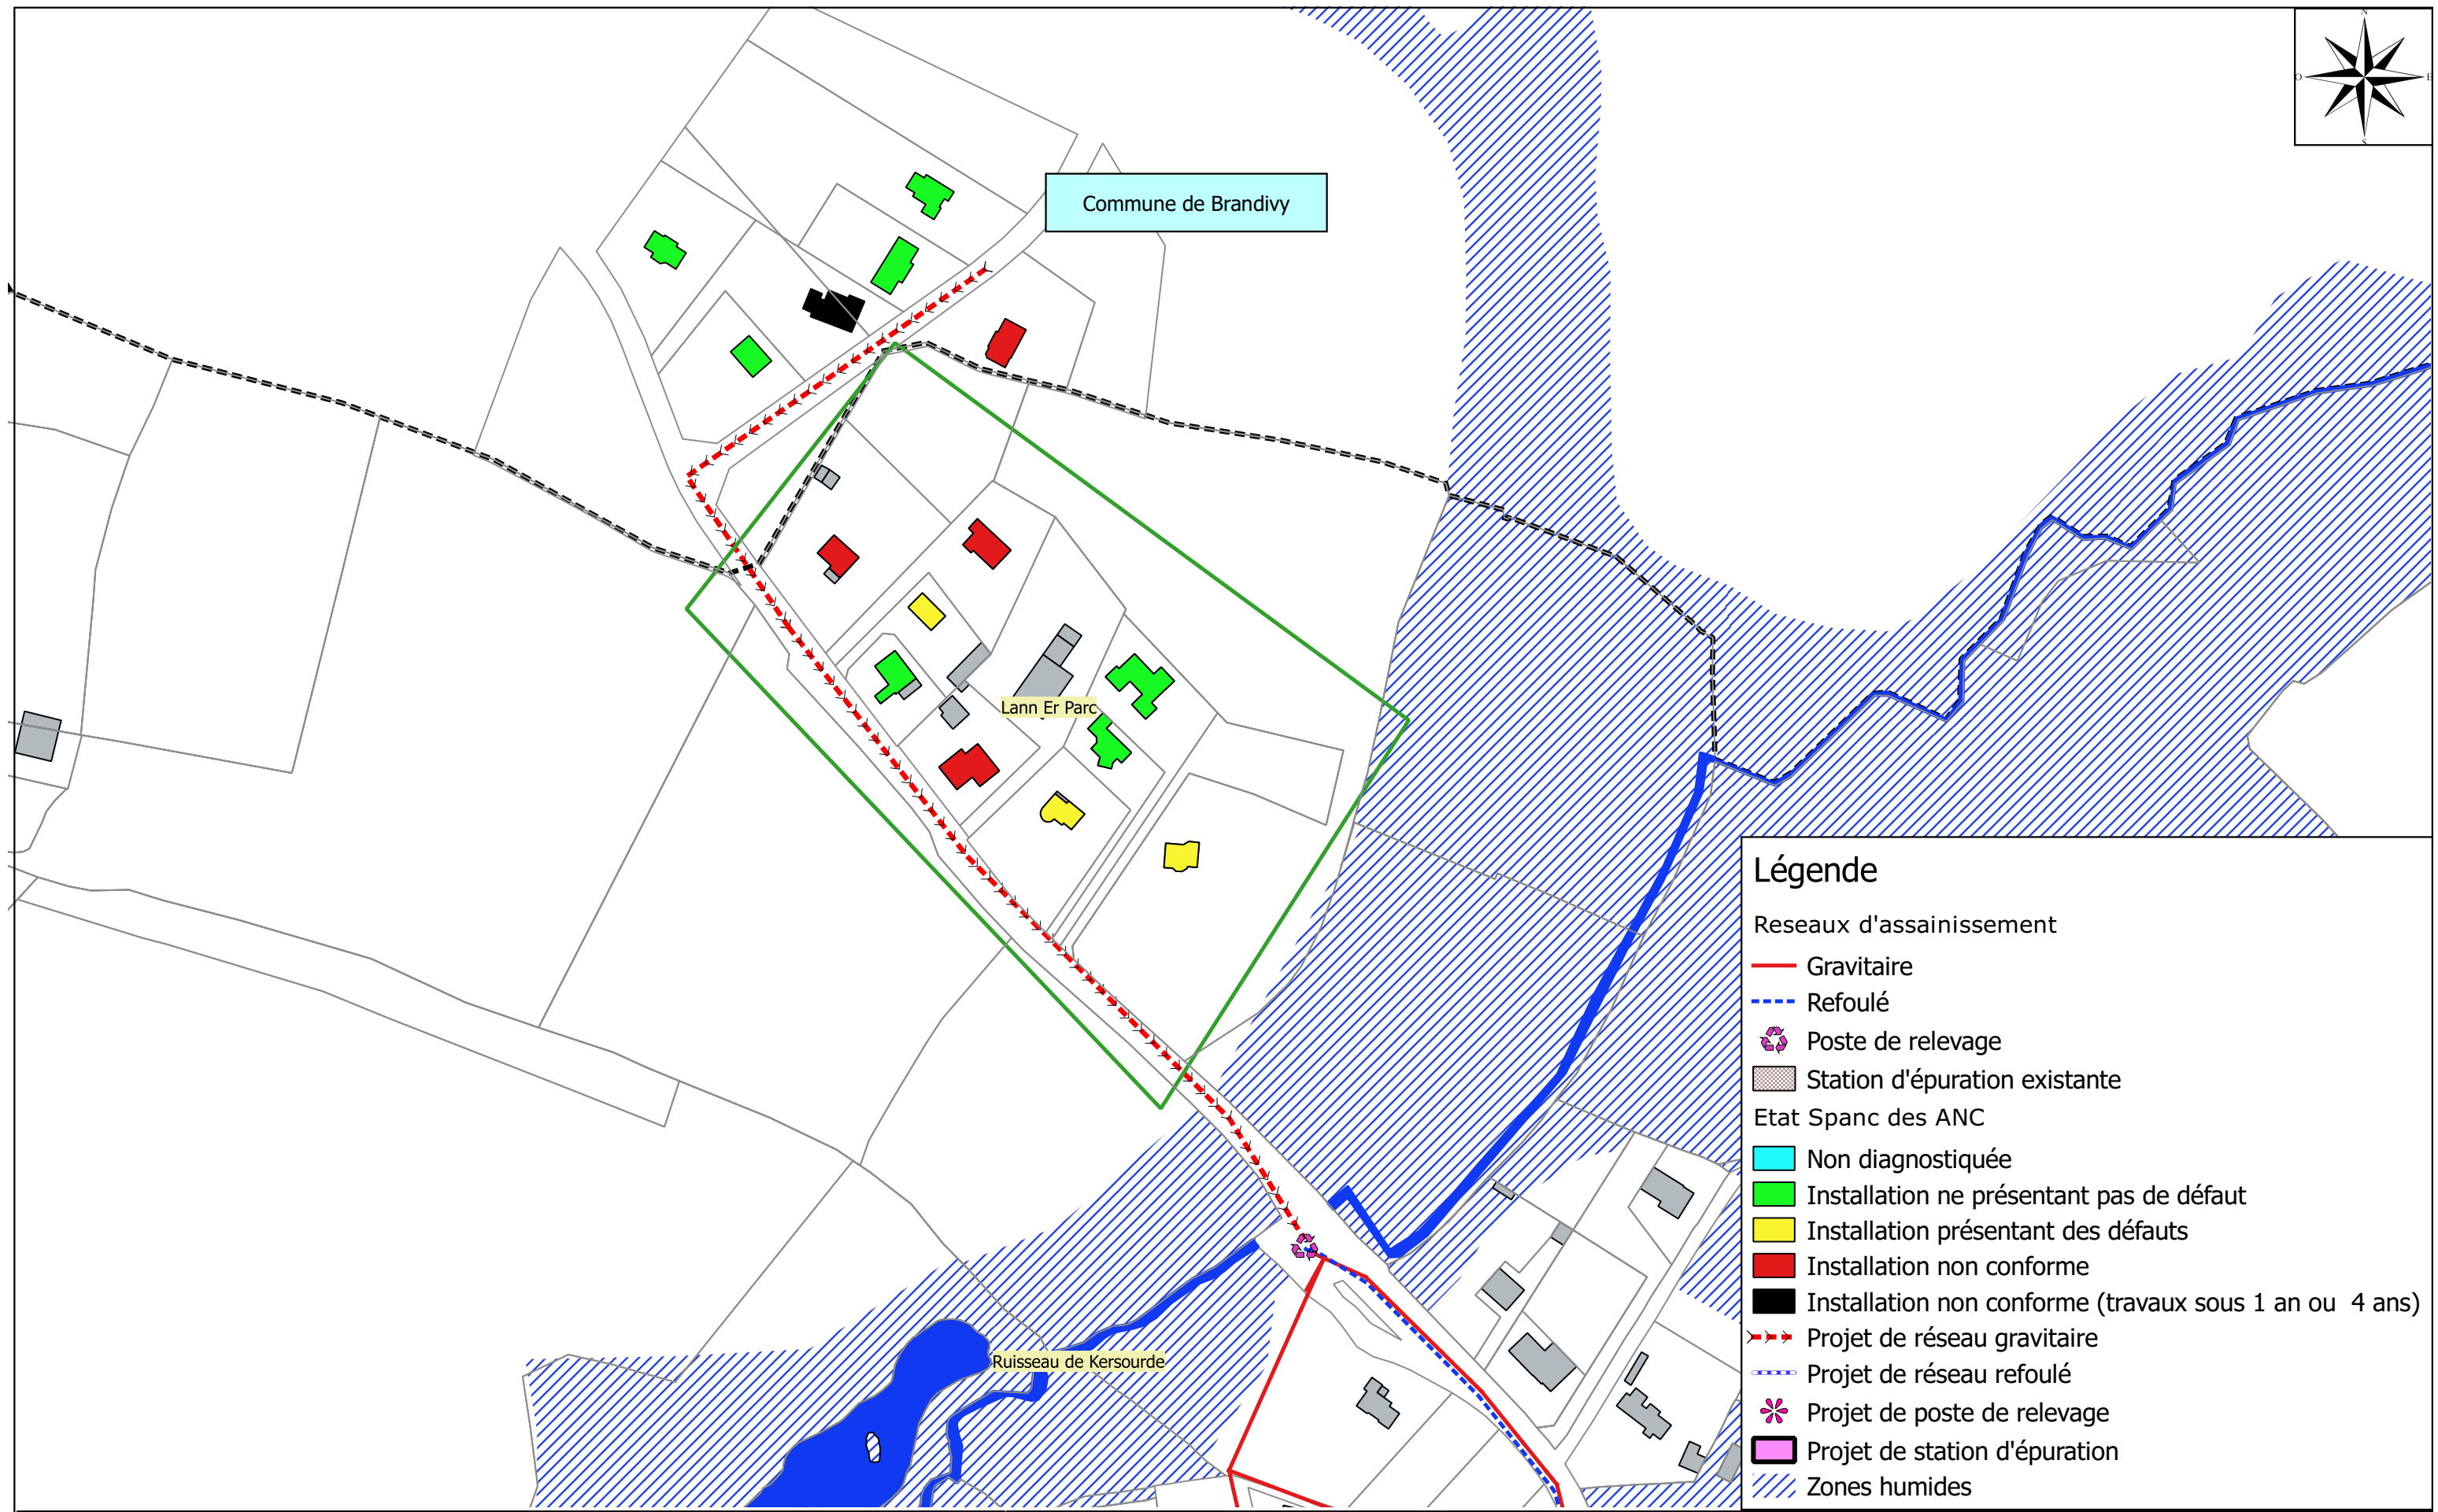 N
O
E
S
Commune de Brandivy
Lann Er Parc
Ruisseau de Kersourde
Légende
Reseaux d'assainissement
Gravitaire
Refoulé
Poste de relevage
Station d'épuration existante
Etat Spanc des ANC
Non diagnostiquée
Installation ne présentant pas de défaut
Installation présentant des défauts
Installation non conforme
Installation non conforme (travaux sous 1 an ou 4 ans)
Projet de réseau gravitaire
Projet de réseau refoulé
Projet de poste de relevage
Projet de station d'épuration
Zones humides